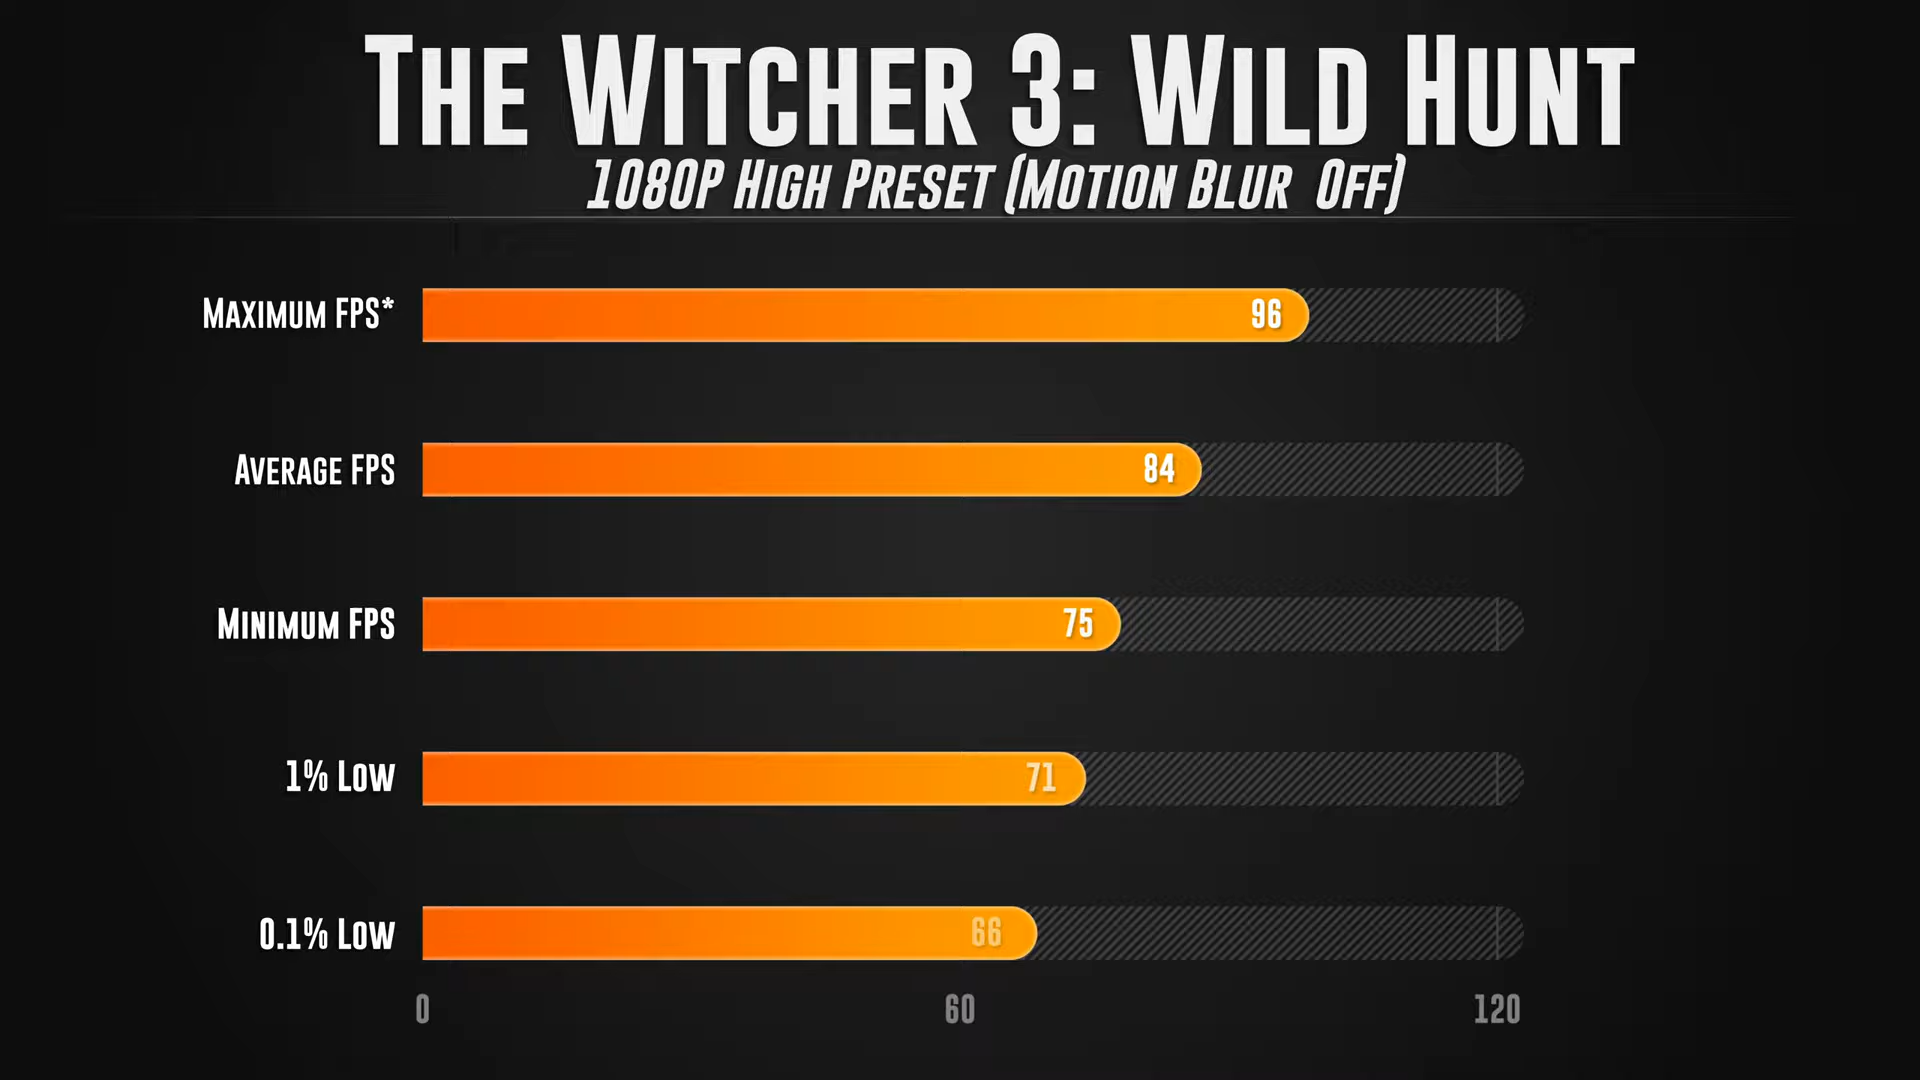 The Witcher 3: Wild Hunt
1080p High Preset (Motion Blur Off)
Maximum FPS* 96
Average FPS 84
Minimum FPS 75
1% Low 71
0.1% Low 66
0 60 120